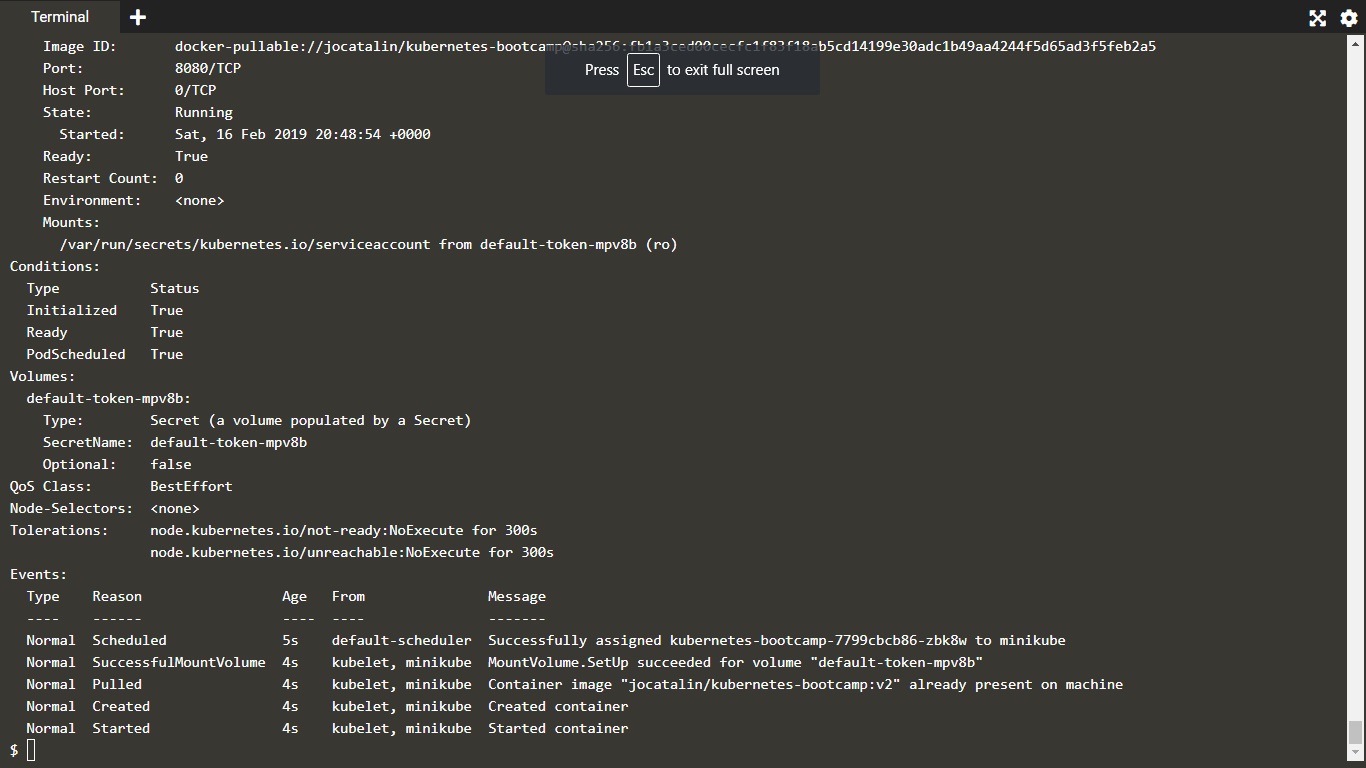 Terminal
Image ID: docker-pullable://jocatalin/kubernetes-bootcamp@sha256:fb1a3ced00cecfc1f83f18ab5cd14199e30adc1b49aa4244f5d65ad3f5feb2a5
Press Esc to exit full screen
Port: 8080/TCP
Host Port: 0/TCP
State: Running
Started: Sat, 16 Feb 2019 20:48:54 +0000
Ready: True
Restart Count: 0
Environment: <none>
Mounts:
/var/run/secrets/kubernetes.io/serviceaccount from default-token-mpv8b (ro)
Conditions:
Type Status
Initialized True
Ready True
PodScheduled True
Volumes:
default-token-mpv8b:
Type: Secret (a volume populated by a Secret)
SecretName: default-token-mpv8b
Optional: false
QoS Class: BestEffort
Node-Selectors: <none>
Tolerations: node.kubernetes.io/not-ready:NoExecute for 300s
node.kubernetes.io/unreachable:NoExecute for 300s
Events:
Type Reason Age From Message
---- ------ ---- ---- -------
Normal Scheduled 5s default-scheduler Successfully assigned kubernetes-bootcamp-7799cbcb86-zbk8w to minikube
Normal SuccessfulMountVolume 4s kubelet, minikube MountVolume.SetUp succeeded for volume "default-token-mpv8b"
Normal Pulled 4s kubelet, minikube Container image "jocatalin/kubernetes-bootcamp:v2" already present on machine
Normal Created 4s kubelet, minikube Created container
Normal Started 4s kubelet, minikube Started container
$